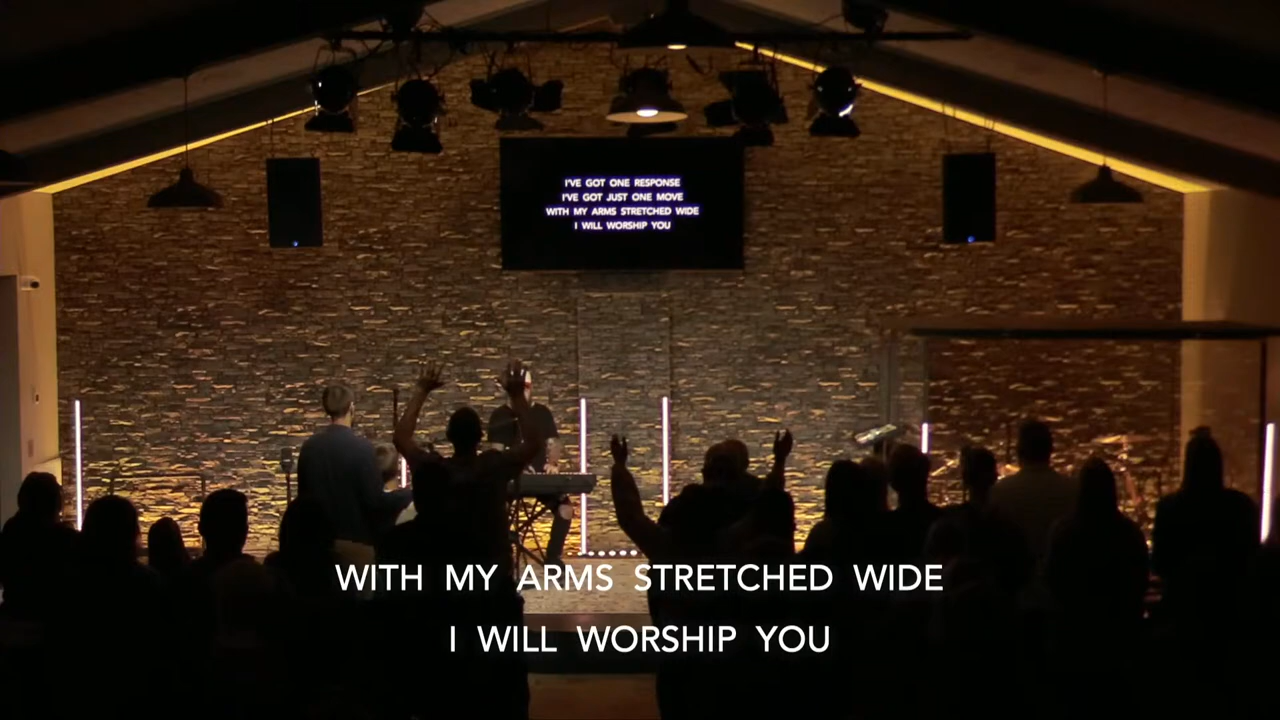 I'VE GOT ONE RESPONSE
I'VE GOT JUST ONE MOVE
WITH MY ARMS STRETCHED WIDE
I WILL WORSHIP YOU
WITH MY ARMS STRETCHED WIDE
I WILL WORSHIP YOU